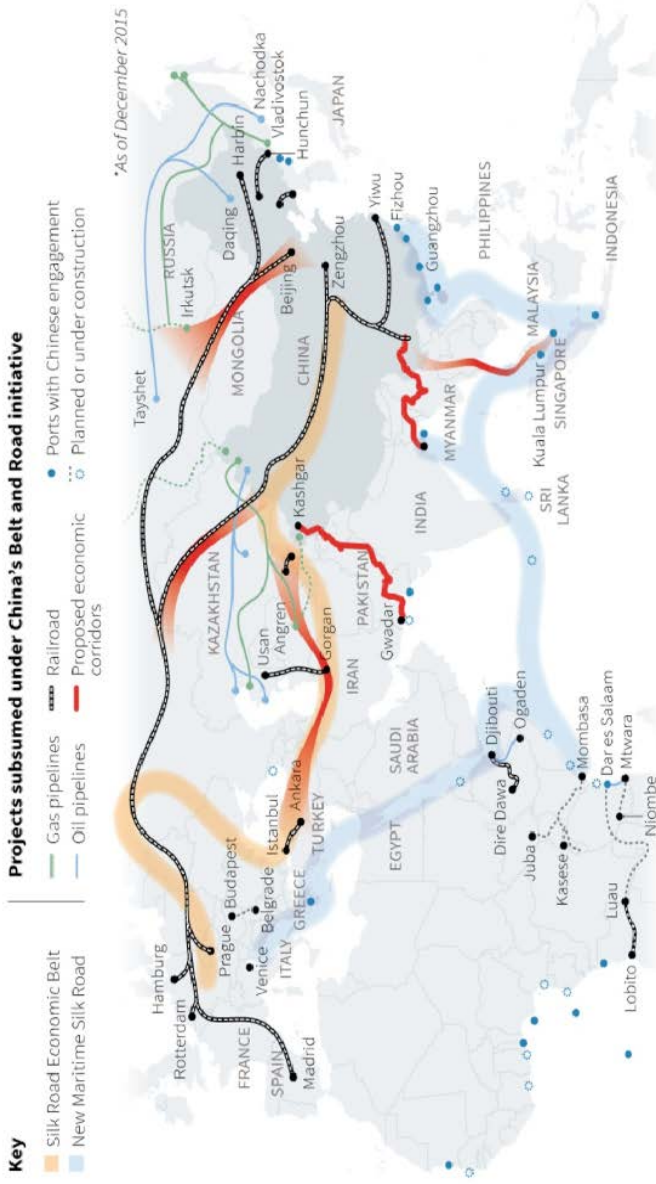 Key
Silk Road Economic Belt
New Maritime Silk Road
Projects subsumed under China's Belt and Road initiative
Gas pipelines
Oil pipelines
Railroad
Proposed economic
corridors
Ports with Chinese engagement
Planned or under construction
*As of December 2015
Hamburg
Rotterdam
Prague
Budapest
Venice
Belgrade
FRANCE
ITALY
SPAIN
Madrid
GREECE
Istanbul
Ankara
TURKEY
EGYPT
SAUDI
ARABIA
KAZAKHSTAN
Usan
Angren
Gorgan
IRAN
Kashgar
PAKISTAN
Gwadar
INDIA
SRI
LANKA
Tayshet
RUSSIA
Irkutsk
MONGOLIA
Daqing
Harbin
Nachodka
Vladivostok
Hunchun
JAPAN
Beijing
CHINA
Zengzhou
Yiwu
Fizhou
Guangzhou
PHILIPPINES
MYANMAR
MALAYSIA
Kuala Lumpur
SINGAPORE
INDONESIA
Djibouti
Ogaden
Dire Dawa
Juba
Kasese
Mombasa
Dar es Salaam
Mtwara
Njombe
Luau
Lobito